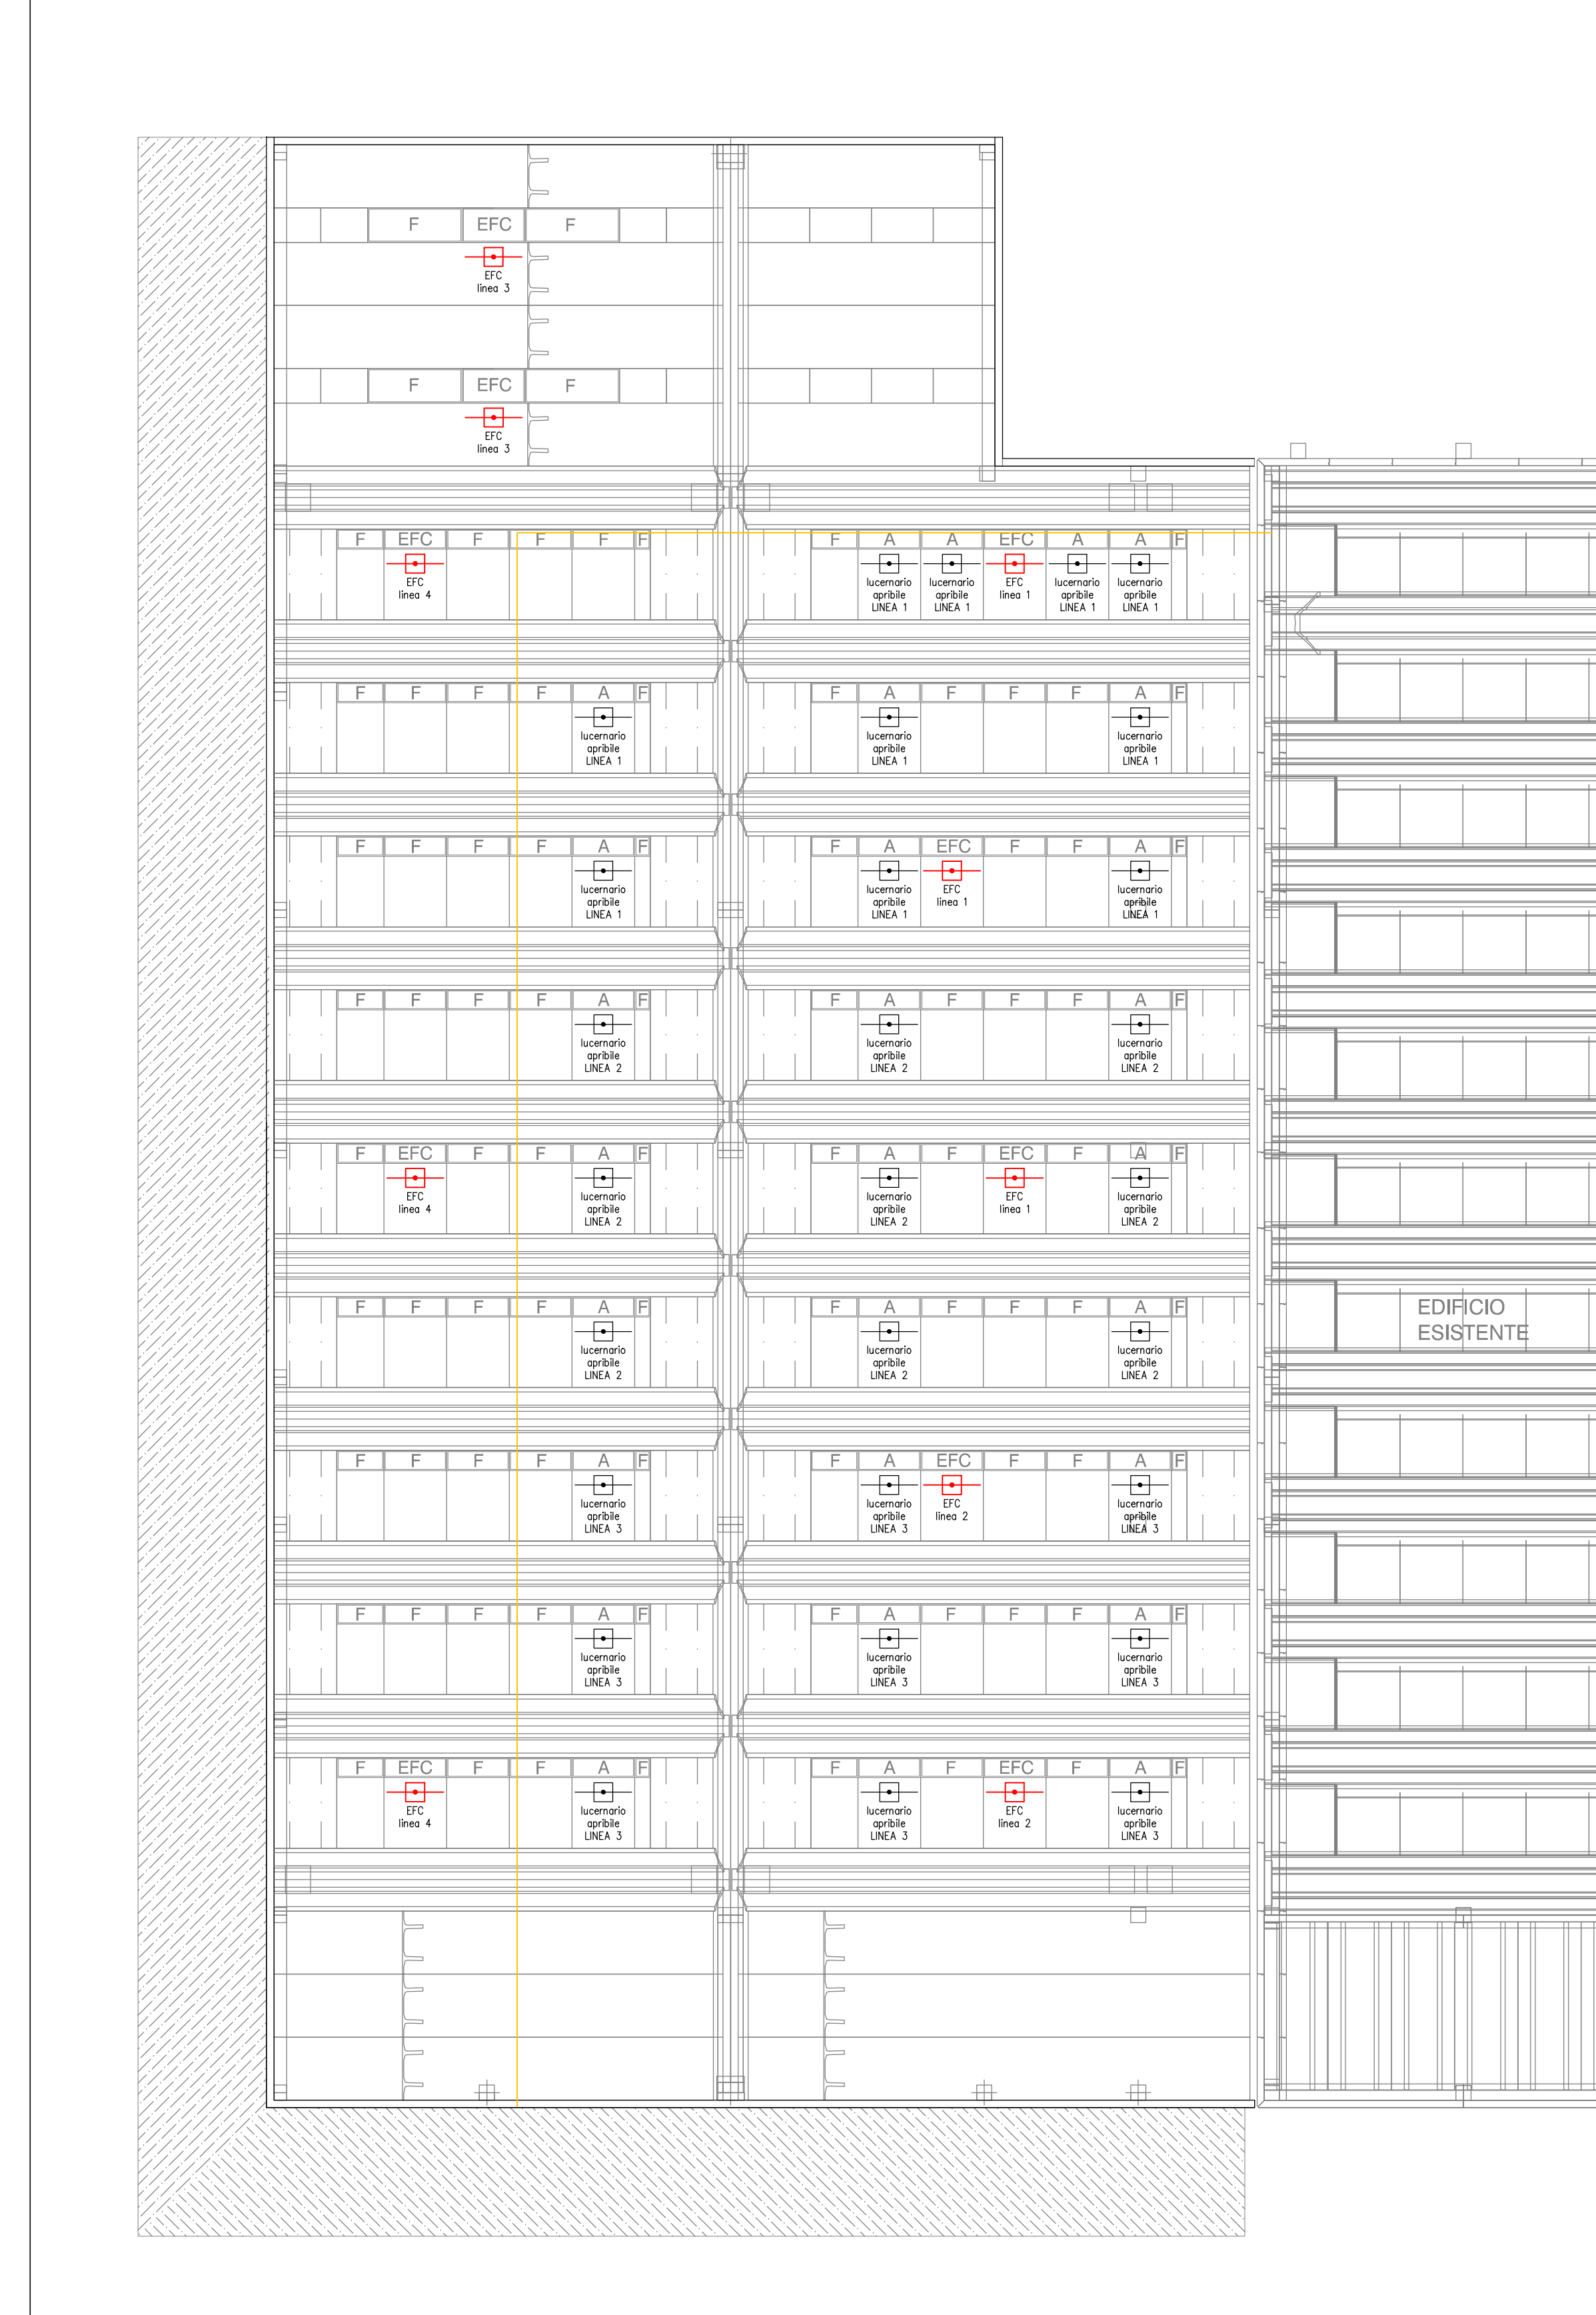 F EFC F
EFC
linea 3
F EFC F
EFC
linea 3
F EFC F F F F F A A EFC A A F
EFC lucernario lucernario EFC lucernario lucernario
linea 4 apribile apribile linea 1 apribile apribile
LINEA 1 LINEA 1 LINEA 1 LINEA 1
F F F F A F F A F F F A F
lucernario lucernario lucernario
apribile apribile apribile
LINEA 1 LINEA 1 LINEA 1
F F F F A F F A EFC F F A F
lucernario lucernario EFC lucernario
apribile apribile linea 1 apribile
LINEA 1 LINEA 1 LINEA 1
F F F F A F F A F F F A F
lucernario lucernario lucernario
apribile apribile apribile
LINEA 2 LINEA 2 LINEA 2
F EFC F F A F F A F EFC F A F
EFC lucernario lucernario EFC lucernario
linea 4 apribile apribile linea 1 apribile
LINEA 2 LINEA 2 LINEA 2
F F F F A F F A F F F A F
EDIFICIO
ESISTENTE
lucernario lucernario lucernario
apribile apribile apribile
LINEA 2 LINEA 2 LINEA 2
F F F F A F F A EFC F F A F
lucernario lucernario EFC lucernario
apribile apribile linea 2 apribile
LINEA 3 LINEA 3 LINEA 3
F F F F A F F A F F F A F
lucernario lucernario lucernario
apribile apribile apribile
LINEA 3 LINEA 3 LINEA 3
F EFC F F A F F A F EFC F A F
EFC lucernario lucernario EFC lucernario
linea 4 apribile apribile linea 2 apribile
LINEA 3 LINEA 3 LINEA 3